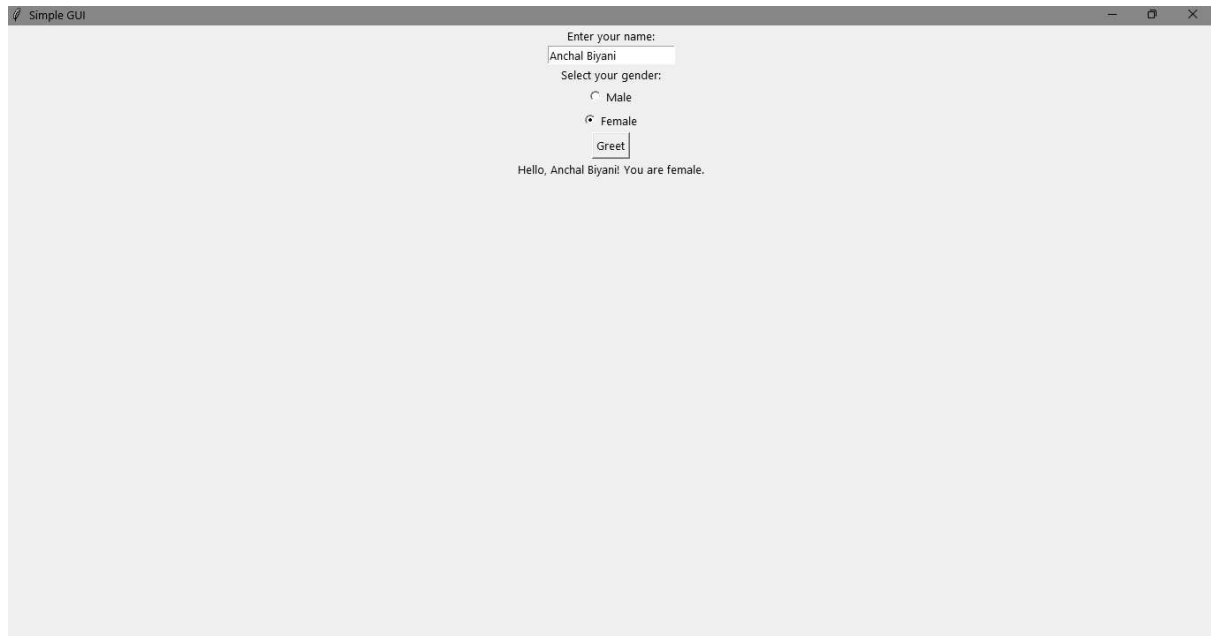 Simple GUI
Enter your name:
Anchal Biyani
Select your gender:
Male
Female
Greet
Hello, Anchal Biyani! You are female.